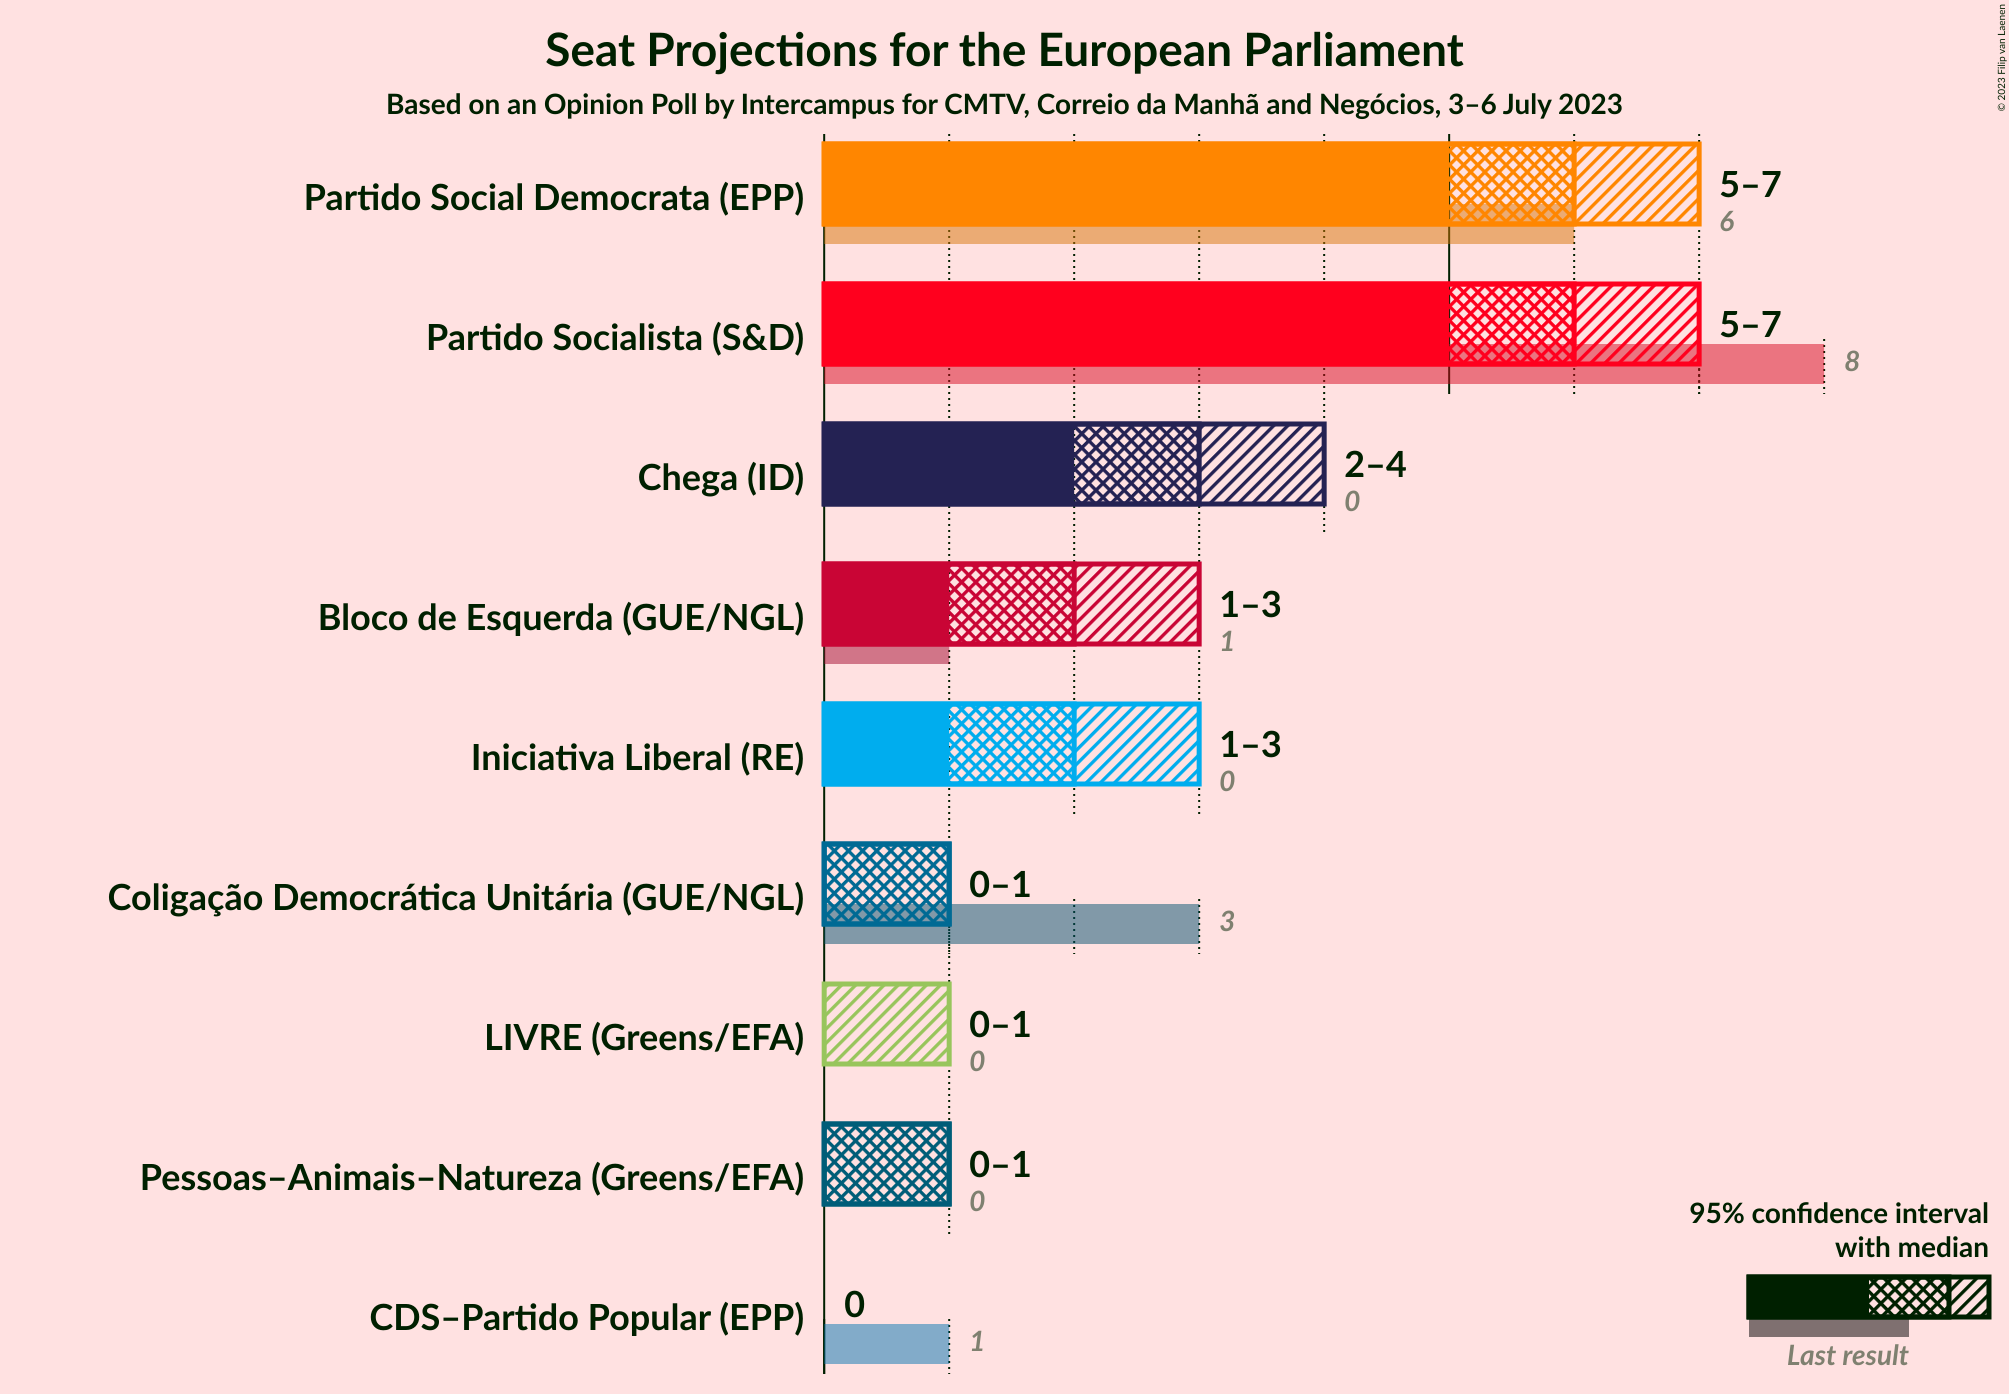 Seat Projections for the European Parliament
Based on an Opinion Poll by Intercampus for CMTV, Correio da Manhã and Negócios, 3–6 July 2023
© 2023 Filip van Laenen
Partido Social Democrata (EPP)
5–7
6
Partido Socialista (S&D)
5–7
8
Chega (ID)
2–4
0
Bloco de Esquerda (GUE/NGL)
1–3
1
Iniciativa Liberal (RE)
1–3
0
Coligação Democrática Unitária (GUE/NGL)
0–1
3
LIVRE (Greens/EFA)
0–1
0
Pessoas–Animais–Natureza (Greens/EFA)
0–1
0
CDS–Partido Popular (EPP)
0
1
95% confidence interval
with median
Last result